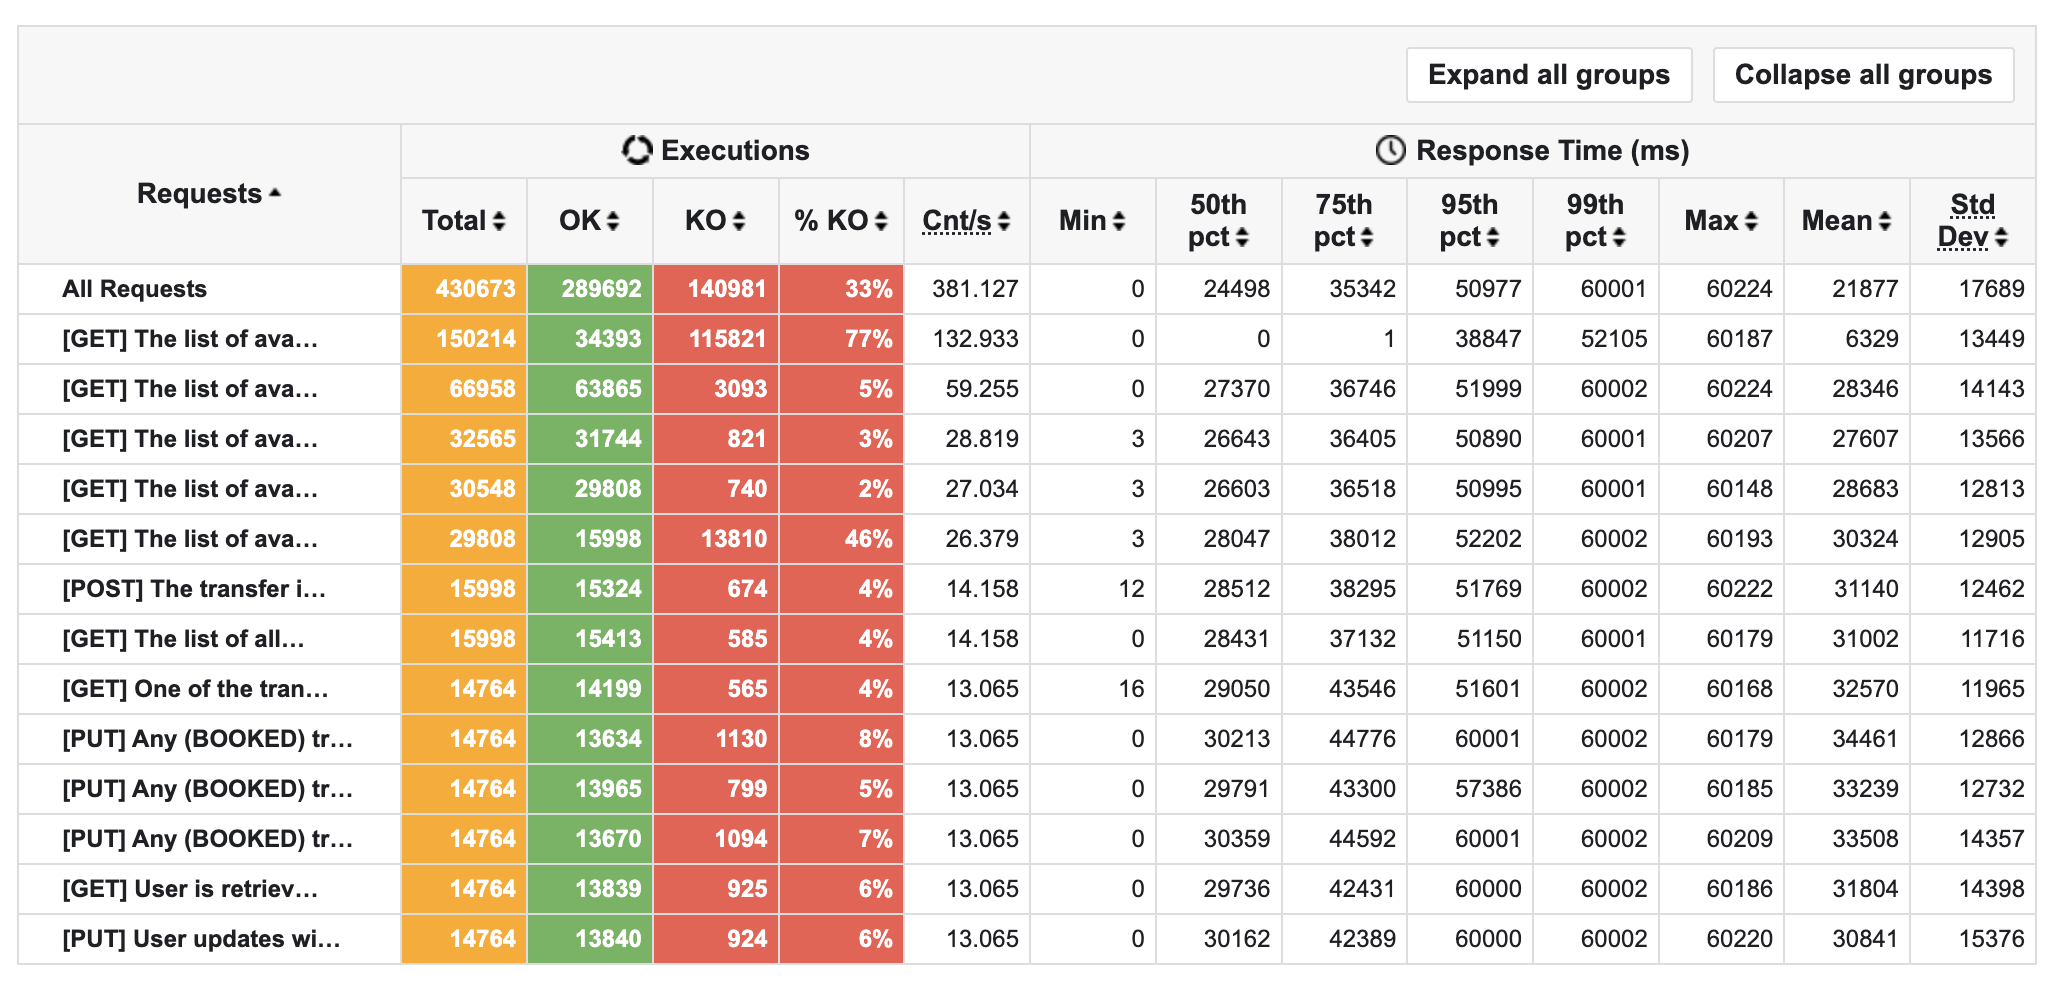 Expand all groups Collapse all groups
Requests Executions Response Time (ms)
Total OK KO % KO Cnt/s Min 50th pct 75th pct 95th pct 99th pct Max Mean Std Dev
All Requests 430673 289692 140981 33% 381.127 0 24498 35342 50977 60001 60224 21877 17689
[GET] The list of ava... 150214 34393 115821 77% 132.933 0 0 1 38847 52105 60187 6329 13449
[GET] The list of ava... 66958 63865 3093 5% 59.255 0 27370 36746 51999 60002 60224 28346 14143
[GET] The list of ava... 32565 31744 821 3% 28.819 3 26643 36405 50890 60001 60207 27607 13566
[GET] The list of ava... 30548 29808 740 2% 27.034 3 26603 36518 50995 60001 60148 28683 12813
[GET] The list of ava... 29808 15998 13810 46% 26.379 3 28047 38012 52202 60002 60193 30324 12905
[POST] The transfer i... 15998 15324 674 4% 14.158 12 28512 38295 51769 60002 60222 31140 12462
[GET] The list of all... 15998 15413 585 4% 14.158 0 28431 37132 51150 60001 60179 31002 11716
[GET] One of the tran... 14764 14199 565 4% 13.065 16 29050 43546 51601 60002 60168 32570 11965
[PUT] Any (BOOKED) tr... 14764 13634 1130 8% 13.065 0 30213 44776 60001 60002 60179 34461 12866
[PUT] Any (BOOKED) tr... 14764 13965 799 5% 13.065 0 29791 43300 57386 60002 60185 33239 12732
[PUT] Any (BOOKED) tr... 14764 13670 1094 7% 13.065 0 30359 44592 60001 60002 60209 33508 14357
[GET] User is retriev... 14764 13839 925 6% 13.065 0 29736 42431 60000 60002 60186 31804 14398
[PUT] User updates wi... 14764 13840 924 6% 13.065 0 30162 42389 60000 60002 60220 30841 15376